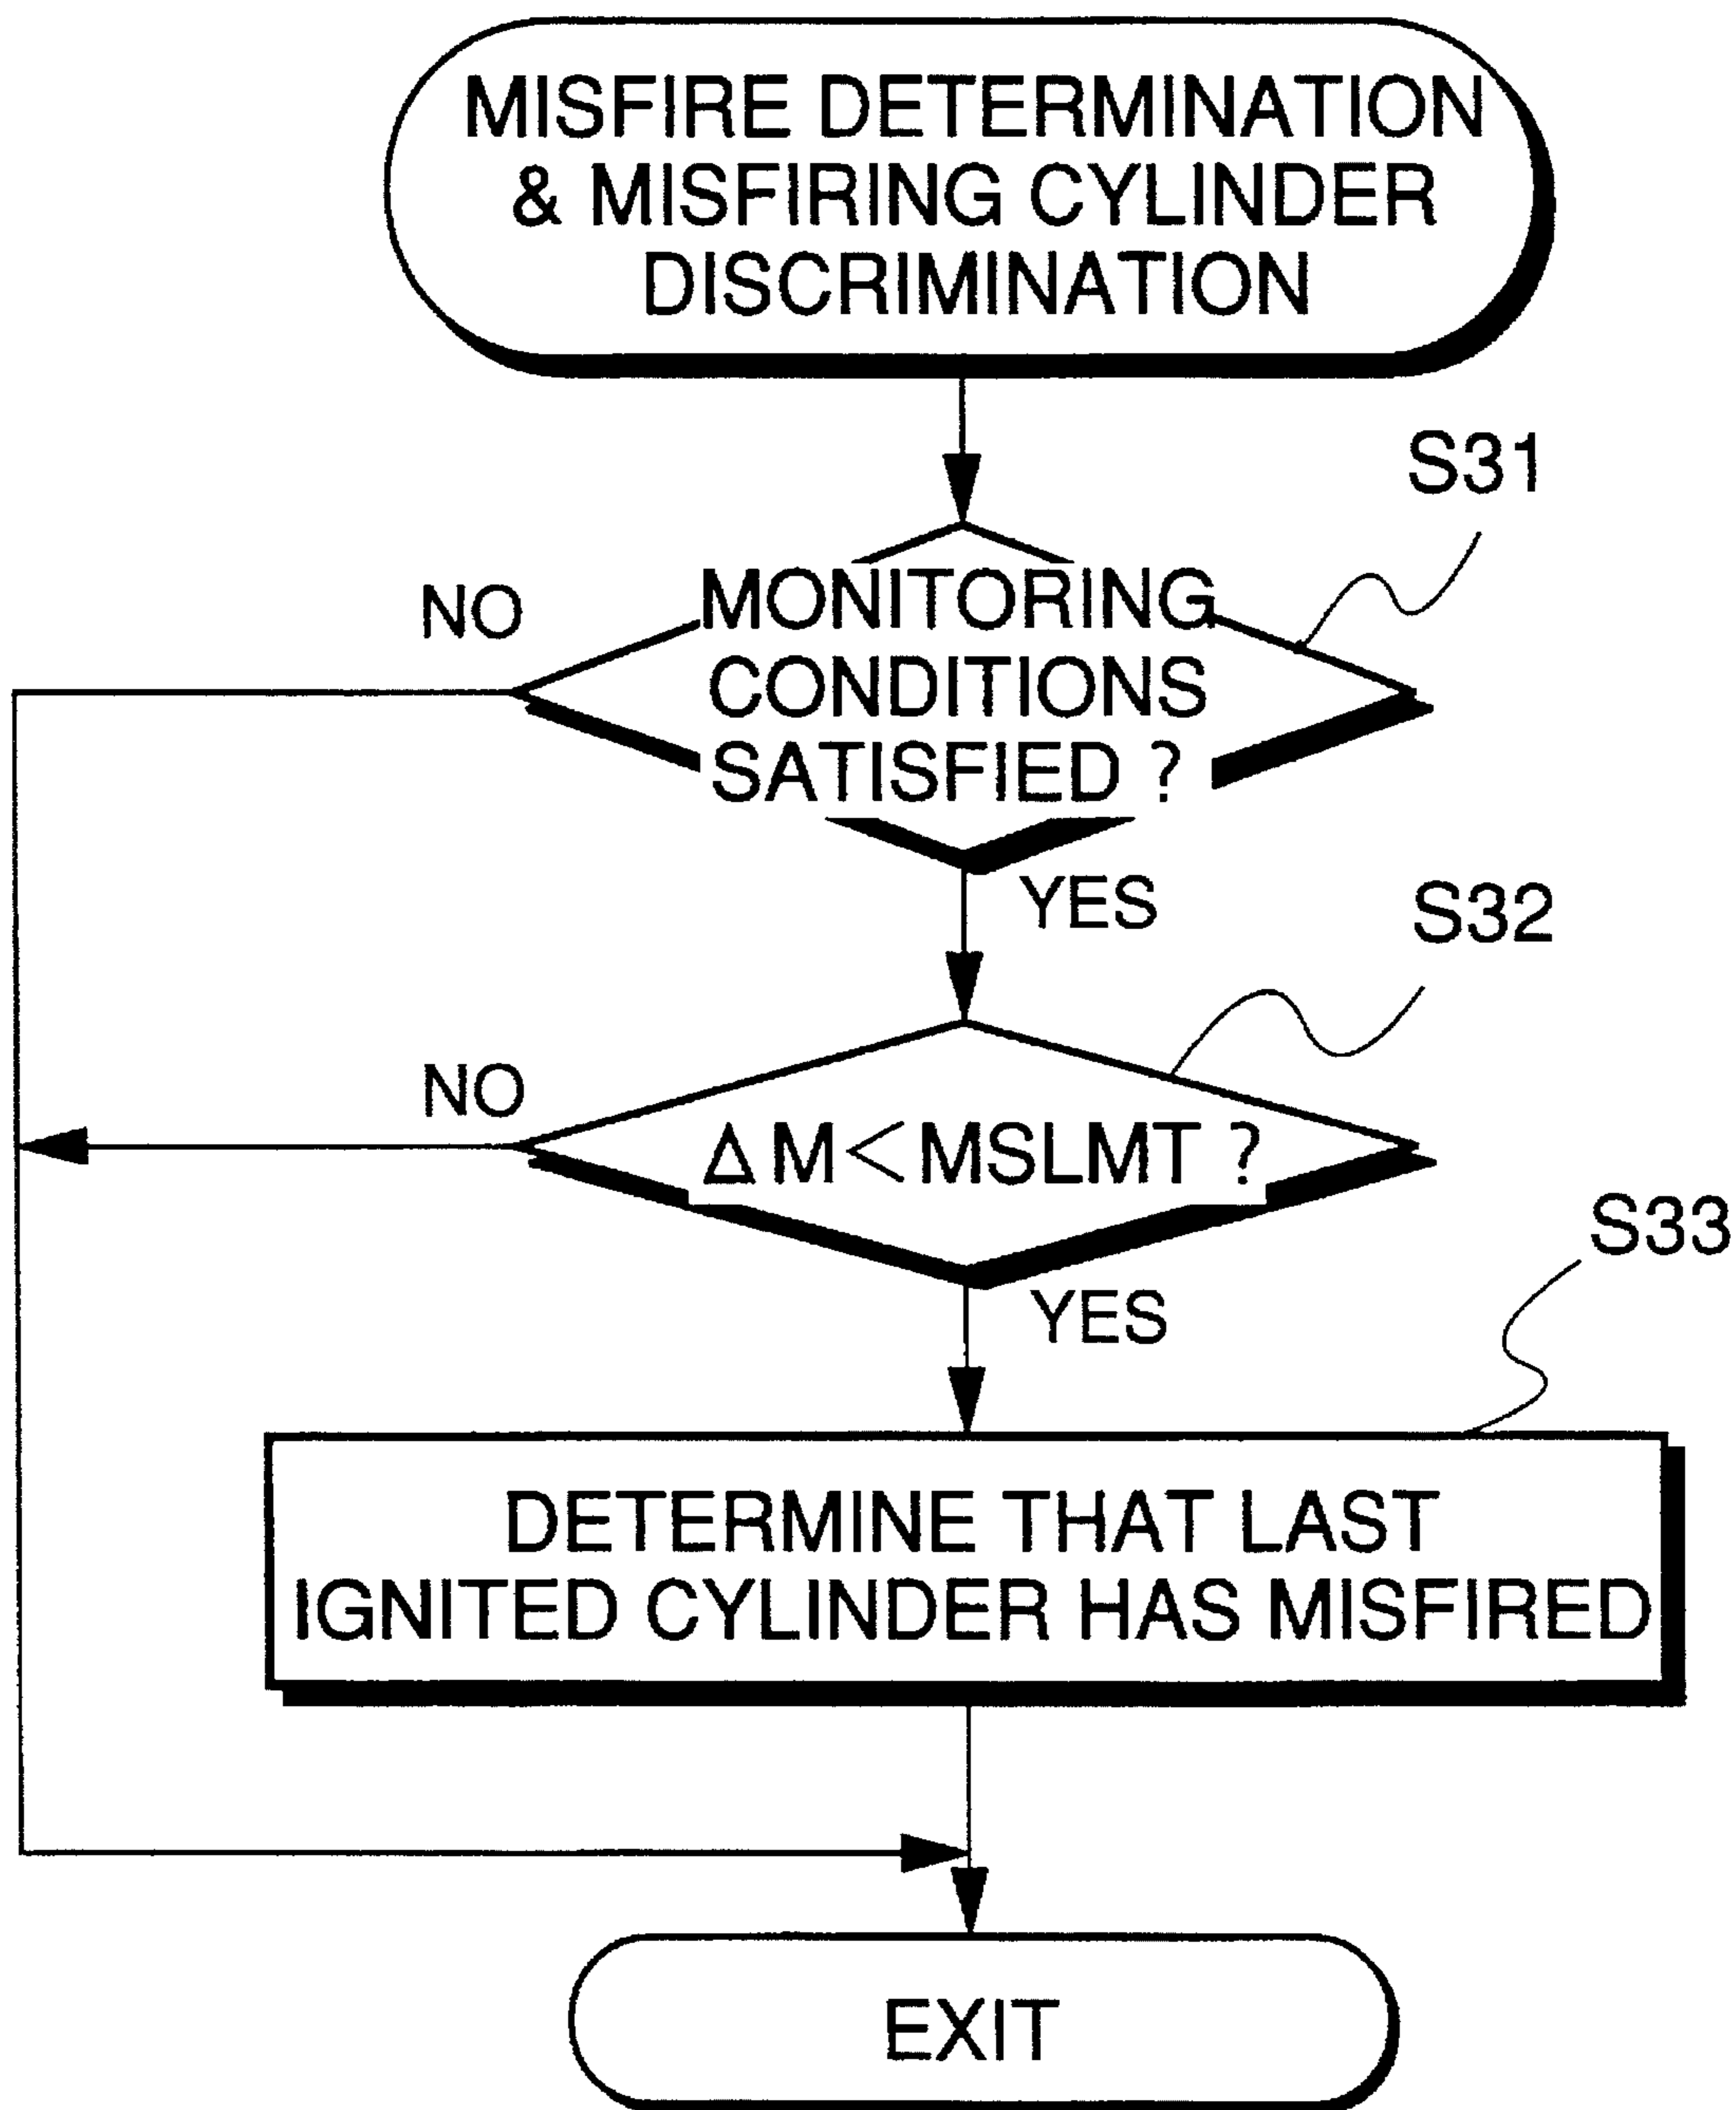 MISFIRE DETERMINATION
& MISFIRING CYLINDER
DISCRIMINATION
S31
NO
MONITORING
CONDITIONS
SATISFIED ?
YES
S32
NO
Δ M<MSLMT ?
S33
YES
DETERMINE THAT LAST
IGNITED CYLINDER HAS MISFIRED
EXIT